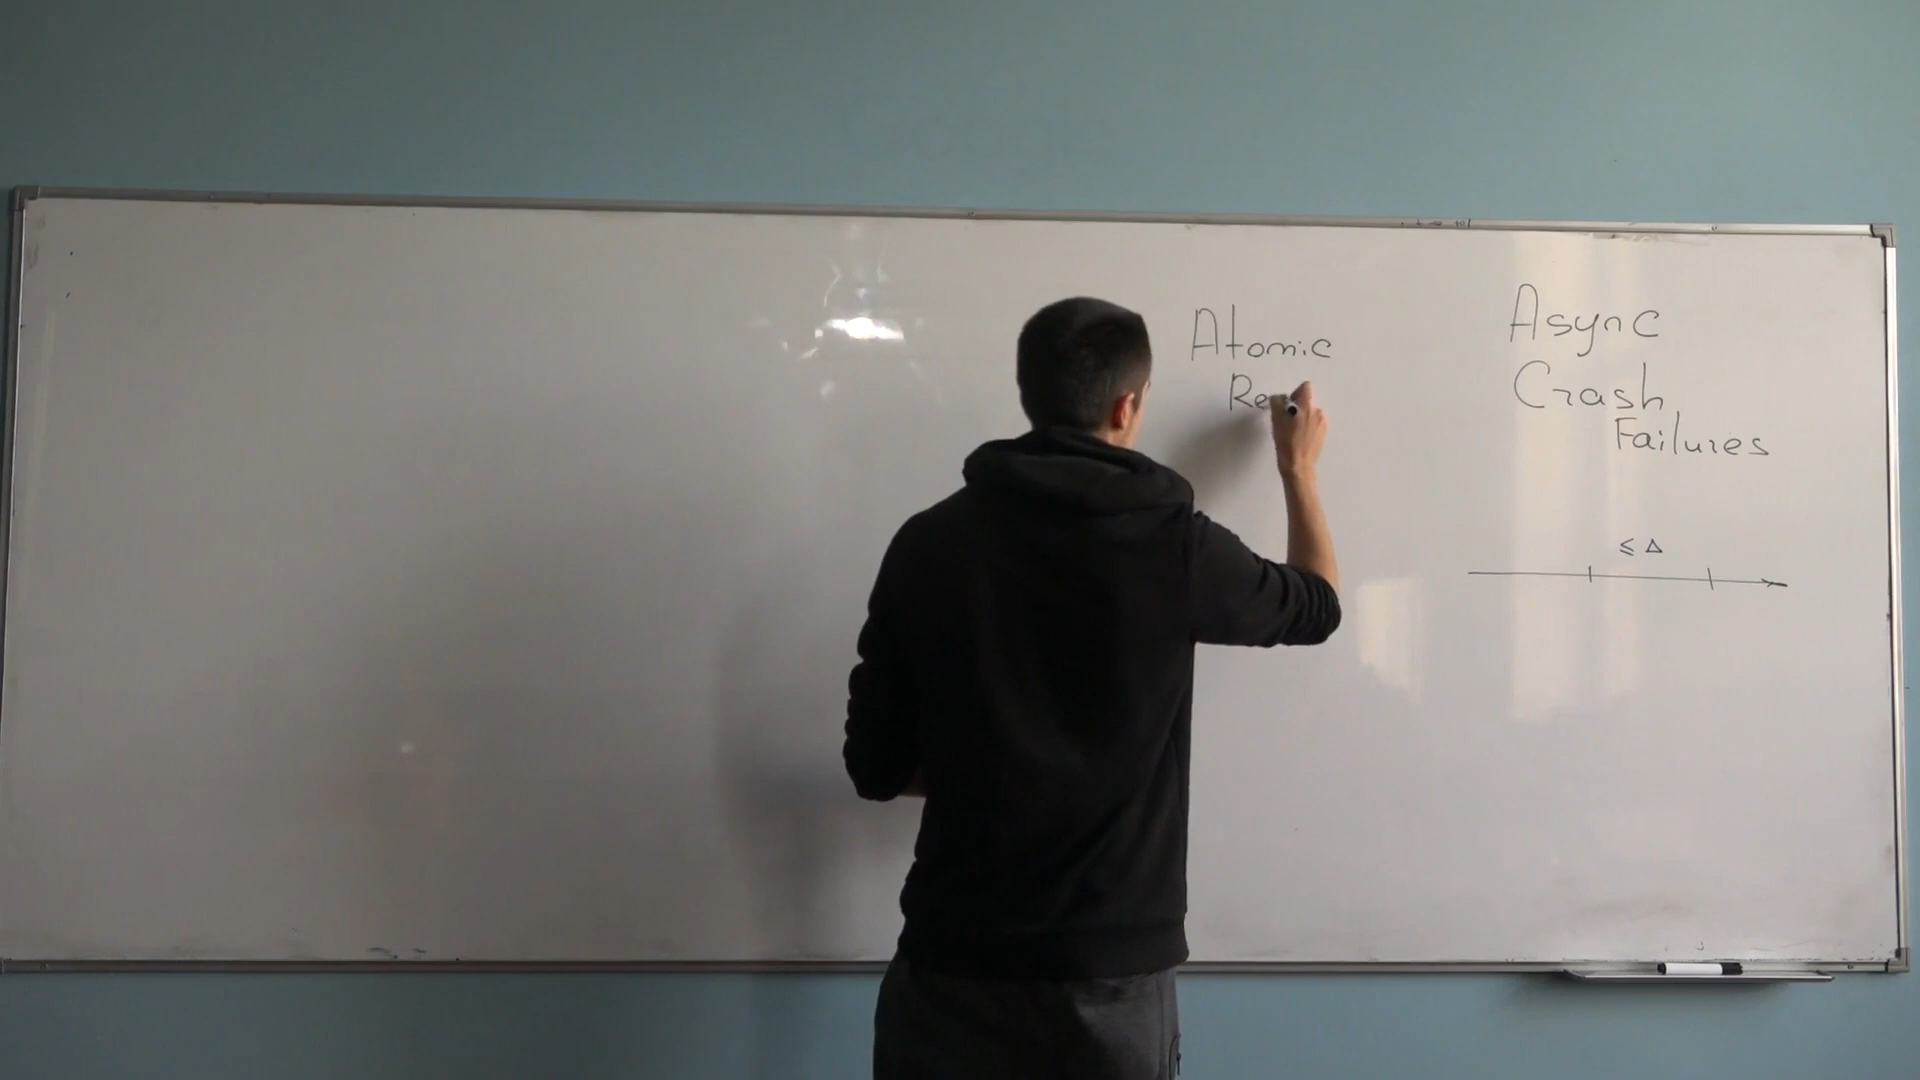 Atomic
Re
Async
Crash
Failures
≤ Δ